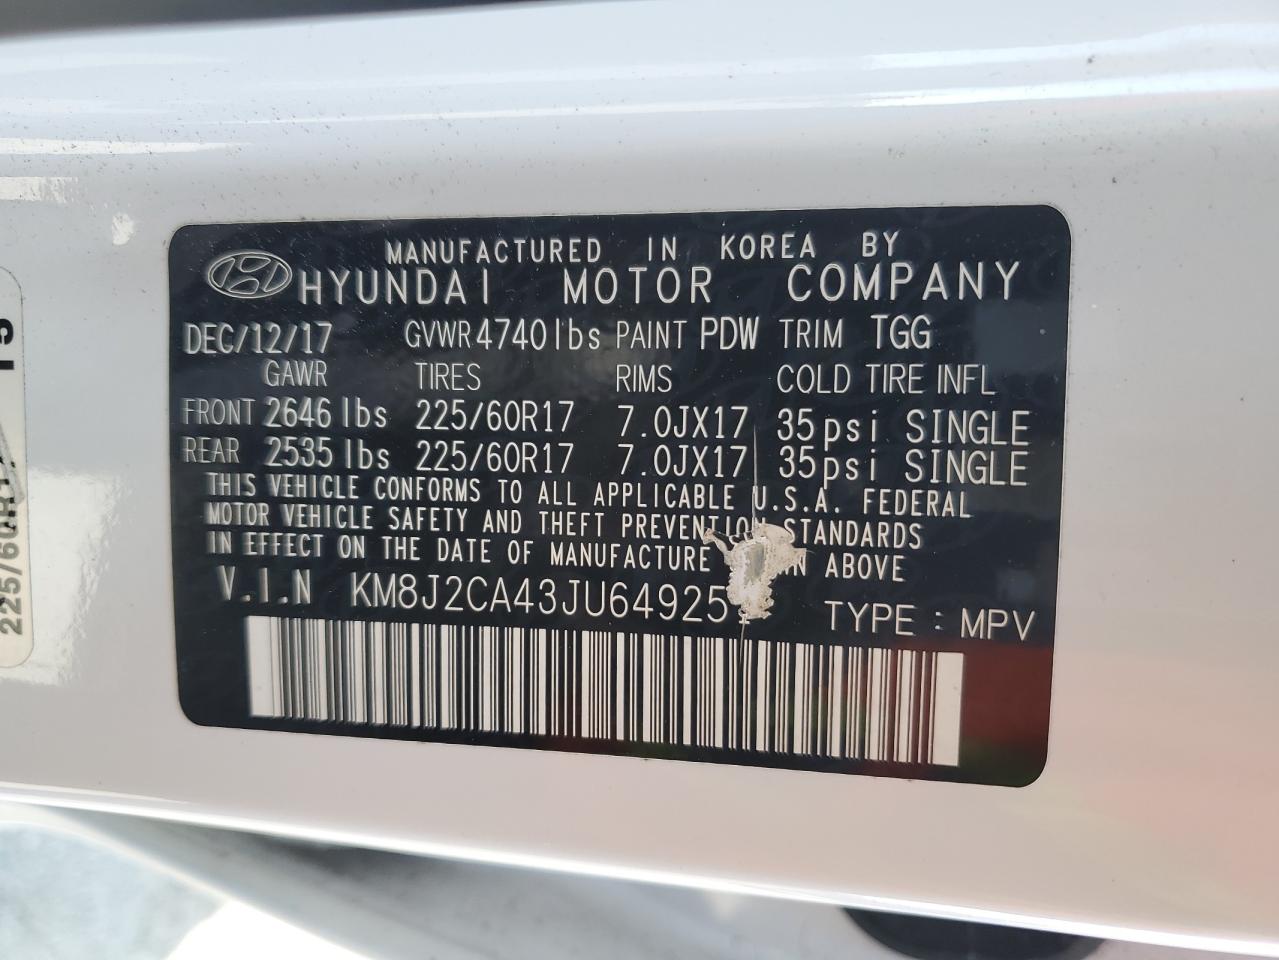 MANUFACTURED IN KOREA BY
HYUNDAI MOTOR COMPANY
DEC/12/17 GVWR 4740 lbs PAINT PDW TRIM TGG
GAWR TIRES RIMS COLD TIRE INFL
FRONT 2646 lbs 225/60R17 7.0JX17 35psi SINGLE
REAR 2535 lbs 225/60R17 7.0JX17 35psi SINGLE
THIS VEHICLE CONFORMS TO ALL APPLICABLE U.S.A. FEDERAL
MOTOR VEHICLE SAFETY AND THEFT PREVENTION STANDARDS
IN EFFECT ON THE DATE OF MANUFACTURE ABOVE
V.I.N TYPE : MPV
225/60R17